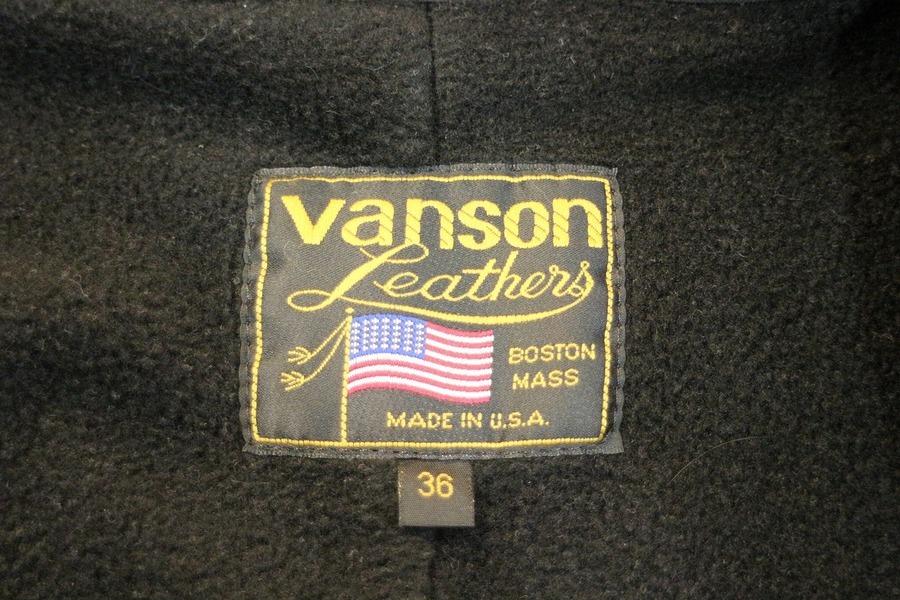 Vanson
Leathers
BOSTON
MASS
MADE IN U.S.A.
36